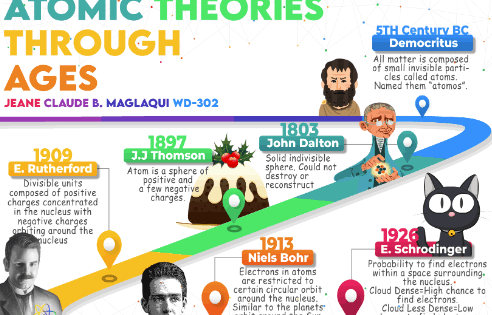 ATOMIC THEORIES
THROUGH
AGES
JEANE CLAUDE B. MAGLAQUI WD-302
5TH Century BC
Democritus
All matter is composed
of small invisible parti-
cles called atoms.
Named them “atomos”.
1803
John Dalton
Solid indivisible
sphere, Could not
destroy or
reconstruct
1897
J.J Thomson
Atom is a sphere of
positive and
a few negative
charges.
1909
E. Rutherford
Divisible units
composed of positive
charges concentrated
in the nucleus with
negative charges
orbiting around the
nucleus
1913
Niels Bohr
Electrons in atoms
are restricted to
certain circular orbit
around the nucleus.
Similar to the planets
orbit around the Sun
1926
E. Schrodinger
Probability to find electrons
within a space surrounding
the nucleus.
Cloud Dense=High chance to
find electrons.
Cloud Less Dense=Low